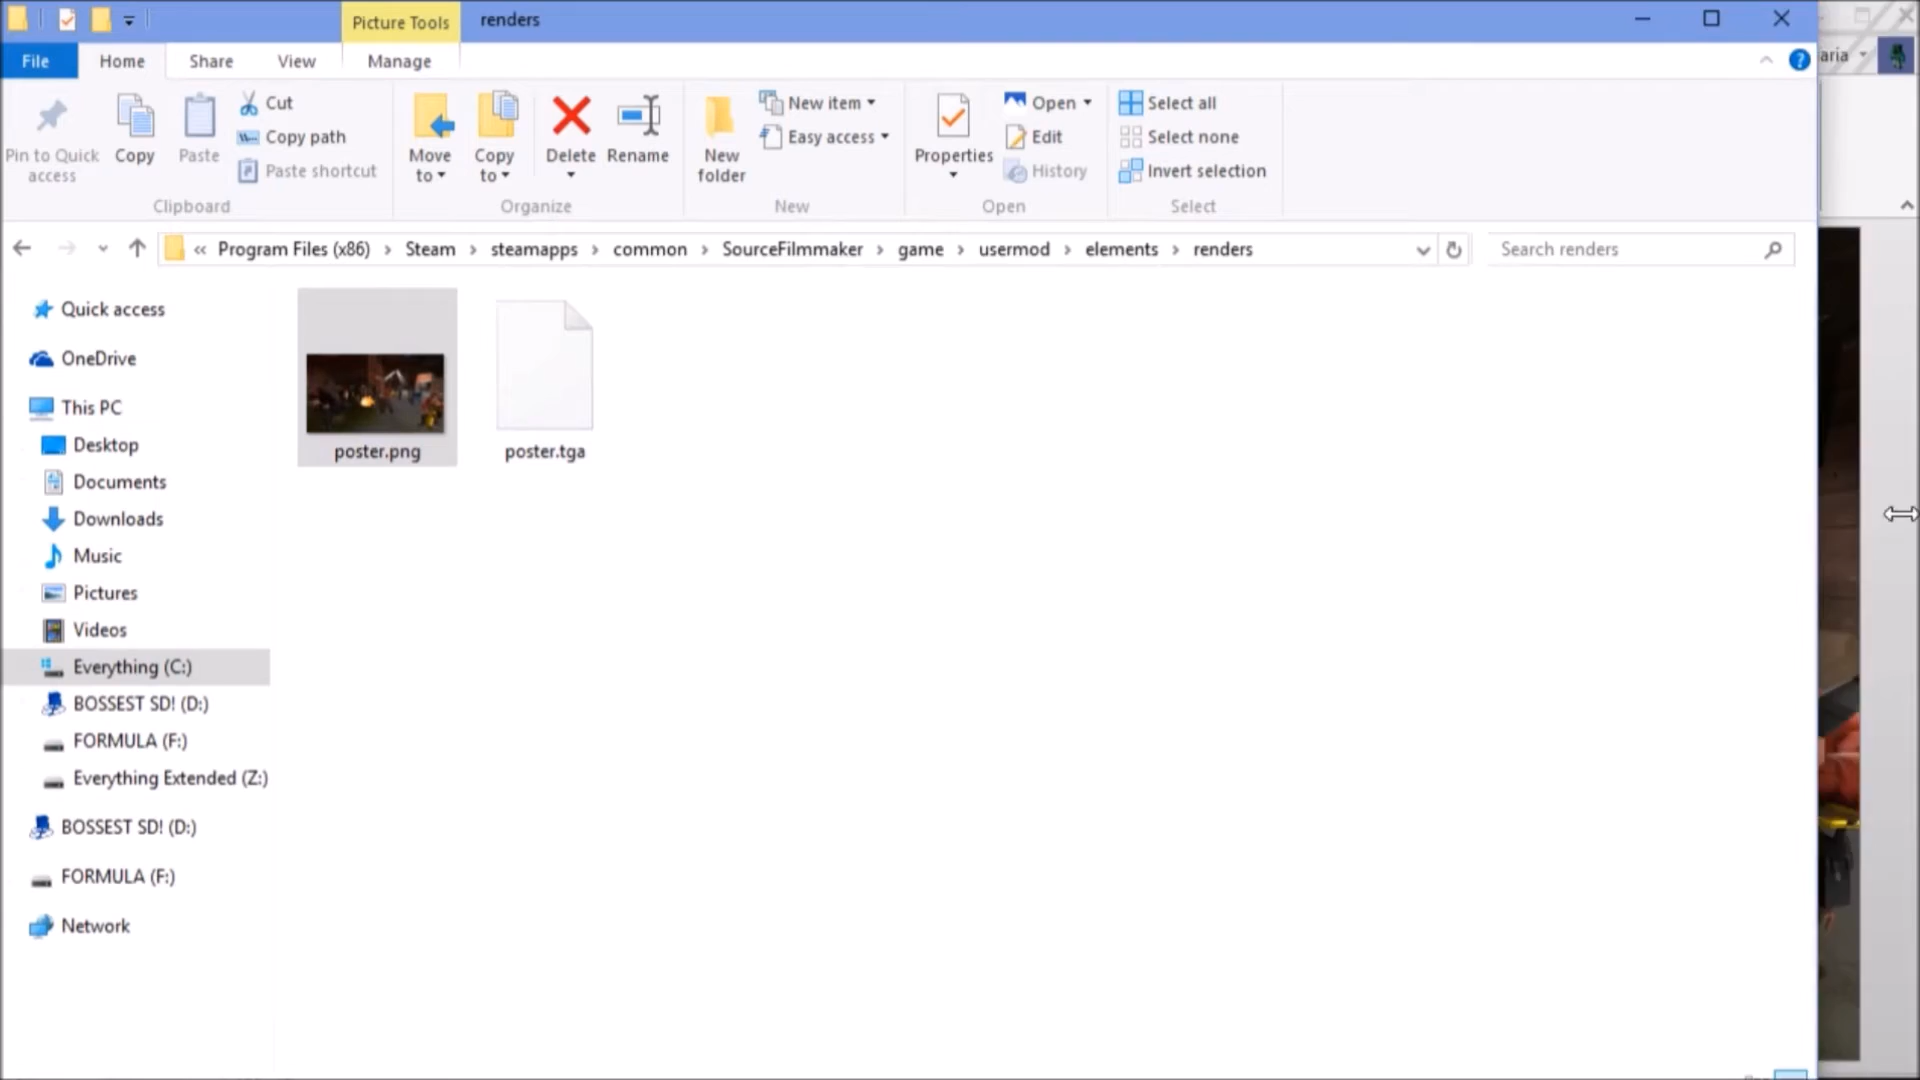 Picture Tools renders
File Home Share View Manage aria
Pin to Quick access Copy Paste Cut Copy path Paste shortcut
Clipboard
Move to Copy to Delete Rename
Organize
New folder New item Easy access
New
Properties Open Edit History
Open
Select all Select none Invert selection
Select
« Program Files (x86) › Steam › steamapps › common › SourceFilmmaker › game › usermod › elements › renders
Search renders
Quick access
OneDrive
This PC
Desktop
Documents
Downloads
Music
Pictures
Videos
Everything (C:)
BOSSEST SD! (D:)
FORMULA (F:)
Everything Extended (Z:)
BOSSEST SD! (D:)
FORMULA (F:)
Network
poster.png poster.tga